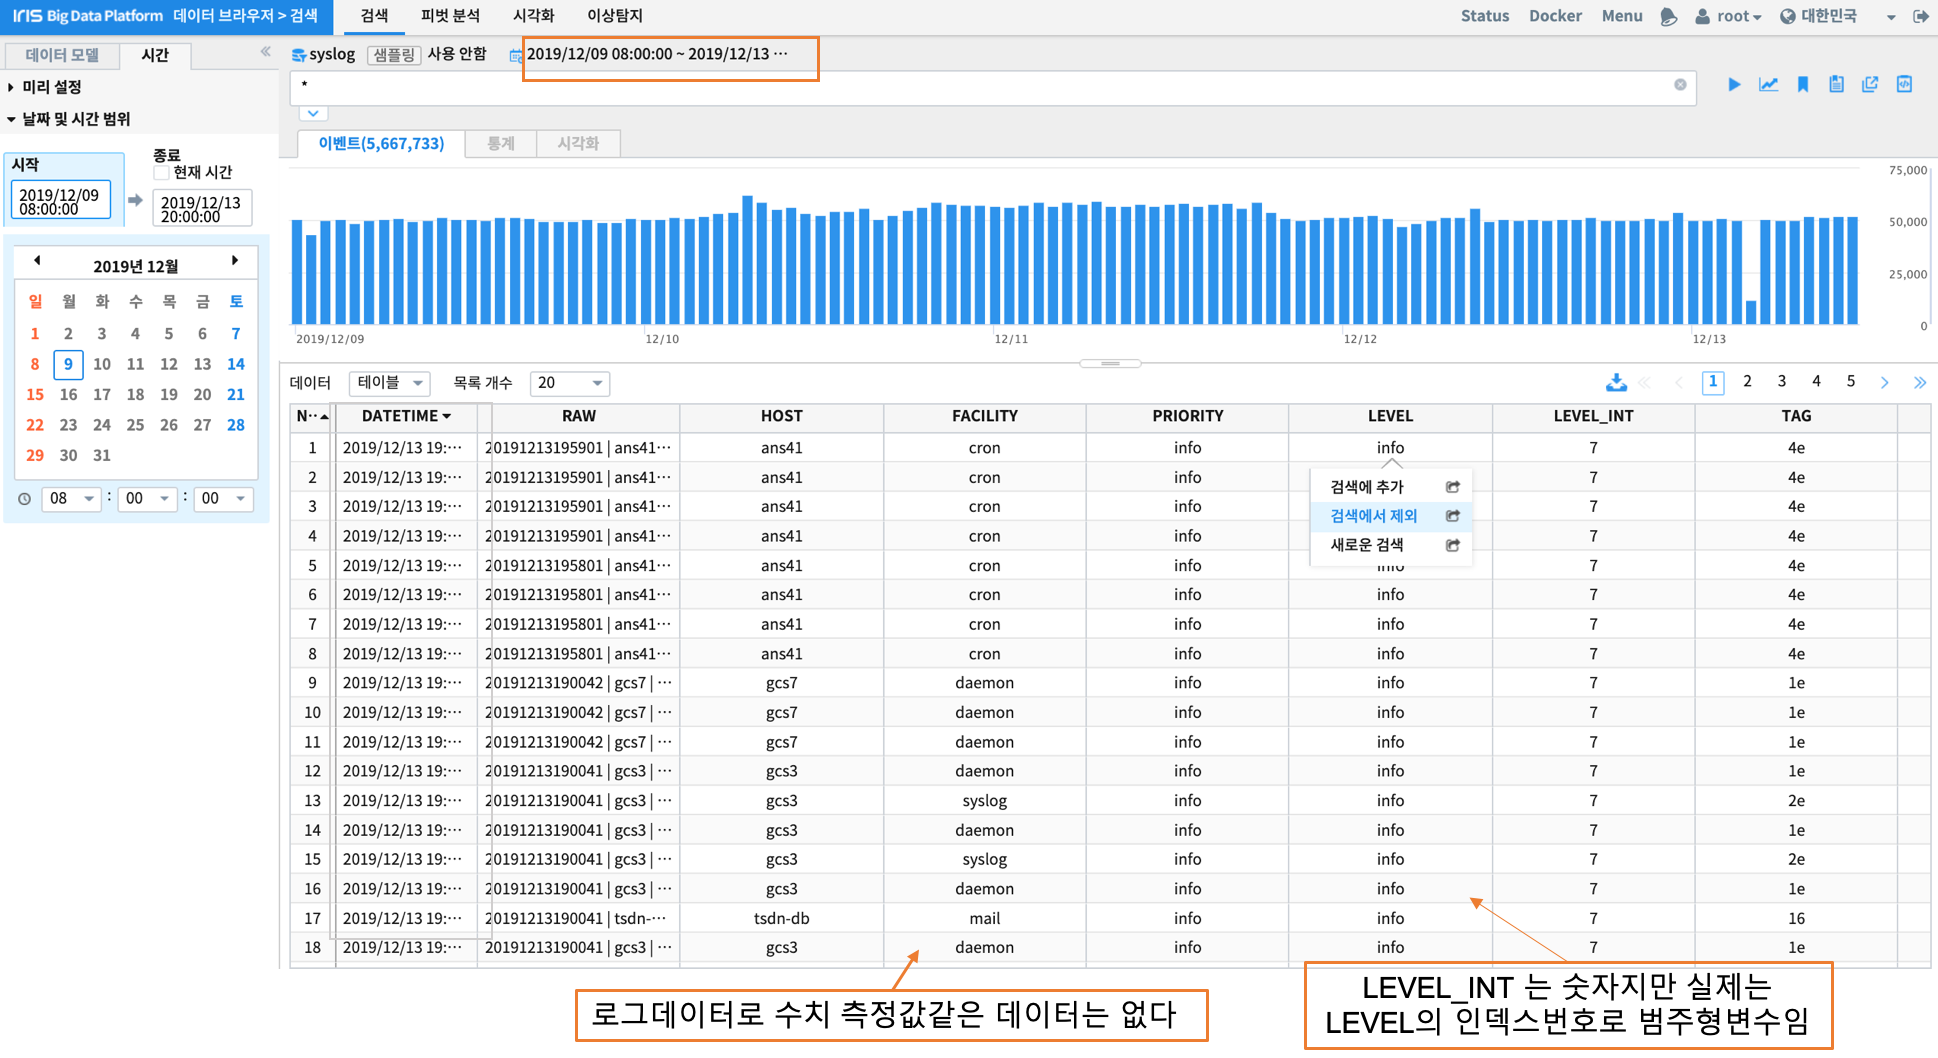 IRIS Big Data Platform 데이터 브라우저 > 검색
검색 피벗 분석 시각화 이상탐지
Status Docker Menu root 대한민국
데이터 모델 시간
미리 설정
날짜 및 시간 범위
시작
2019/12/09
08:00:00
종료
현재 시간
2019/12/13
20:00:00
2019년 12월
일 월 화 수 목 금 토
1 2 3 4 5 6 7
8 9 10 11 12 13 14
15 16 17 18 19 20 21
22 23 24 25 26 27 28
29 30 31
08 : 00 : 00
syslog 샘플링 사용 안함 2019/12/09 08:00:00 ~ 2019/12/13 ···
*
이벤트(5,667,733) 통계 시각화
75,000
50,000
25,000
0
2019/12/09 12/10 12/11 12/12 12/13
데이터 테이블 목록 개수 20
1 2 3 4 5
N·· DATETIME RAW HOST FACILITY PRIORITY LEVEL LEVEL_INT TAG
1 2019/12/13 19:··· 20191213195901 | ans41··· ans41 cron info info 7 4e
2 2019/12/13 19:··· 20191213195901 | ans41··· ans41 cron info 7 4e
3 2019/12/13 19:··· 20191213195901 | ans41··· ans41 cron info 7 4e
4 2019/12/13 19:··· 20191213195901 | ans41··· ans41 cron info 7 4e
5 2019/12/13 19:··· 20191213195801 | ans41··· ans41 cron info info 7 4e
6 2019/12/13 19:··· 20191213195801 | ans41··· ans41 cron info info 7 4e
7 2019/12/13 19:··· 20191213195801 | ans41··· ans41 cron info info 7 4e
8 2019/12/13 19:··· 20191213195801 | ans41··· ans41 cron info info 7 4e
9 2019/12/13 19:··· 20191213190042 | gcs7 | ··· gcs7 daemon info info 7 1e
10 2019/12/13 19:··· 20191213190042 | gcs7 | ··· gcs7 daemon info info 7 1e
11 2019/12/13 19:··· 20191213190042 | gcs7 | ··· gcs7 daemon info info 7 1e
12 2019/12/13 19:··· 20191213190041 | gcs3 | ··· gcs3 daemon info info 7 1e
13 2019/12/13 19:··· 20191213190041 | gcs3 | ··· gcs3 syslog info info 7 2e
14 2019/12/13 19:··· 20191213190041 | gcs3 | ··· gcs3 daemon info info 7 1e
15 2019/12/13 19:··· 20191213190041 | gcs3 | ··· gcs3 syslog info info 7 2e
16 2019/12/13 19:··· 20191213190041 | gcs3 | ··· gcs3 daemon info info 7 1e
17 2019/12/13 19:··· 20191213190041 | tsdn-··· tsdn-db mail info info 7 16
18 2019/12/13 19:··· 20191213190041 | gcs3 | ··· gcs3 daemon info info 7 1e
검색에 추가
검색에서 제외
새로운 검색
로그데이터로 수치 측정값같은 데이터는 없다
LEVEL_INT 는 숫자지만 실제는
LEVEL의 인덱스번호로 범주형변수임